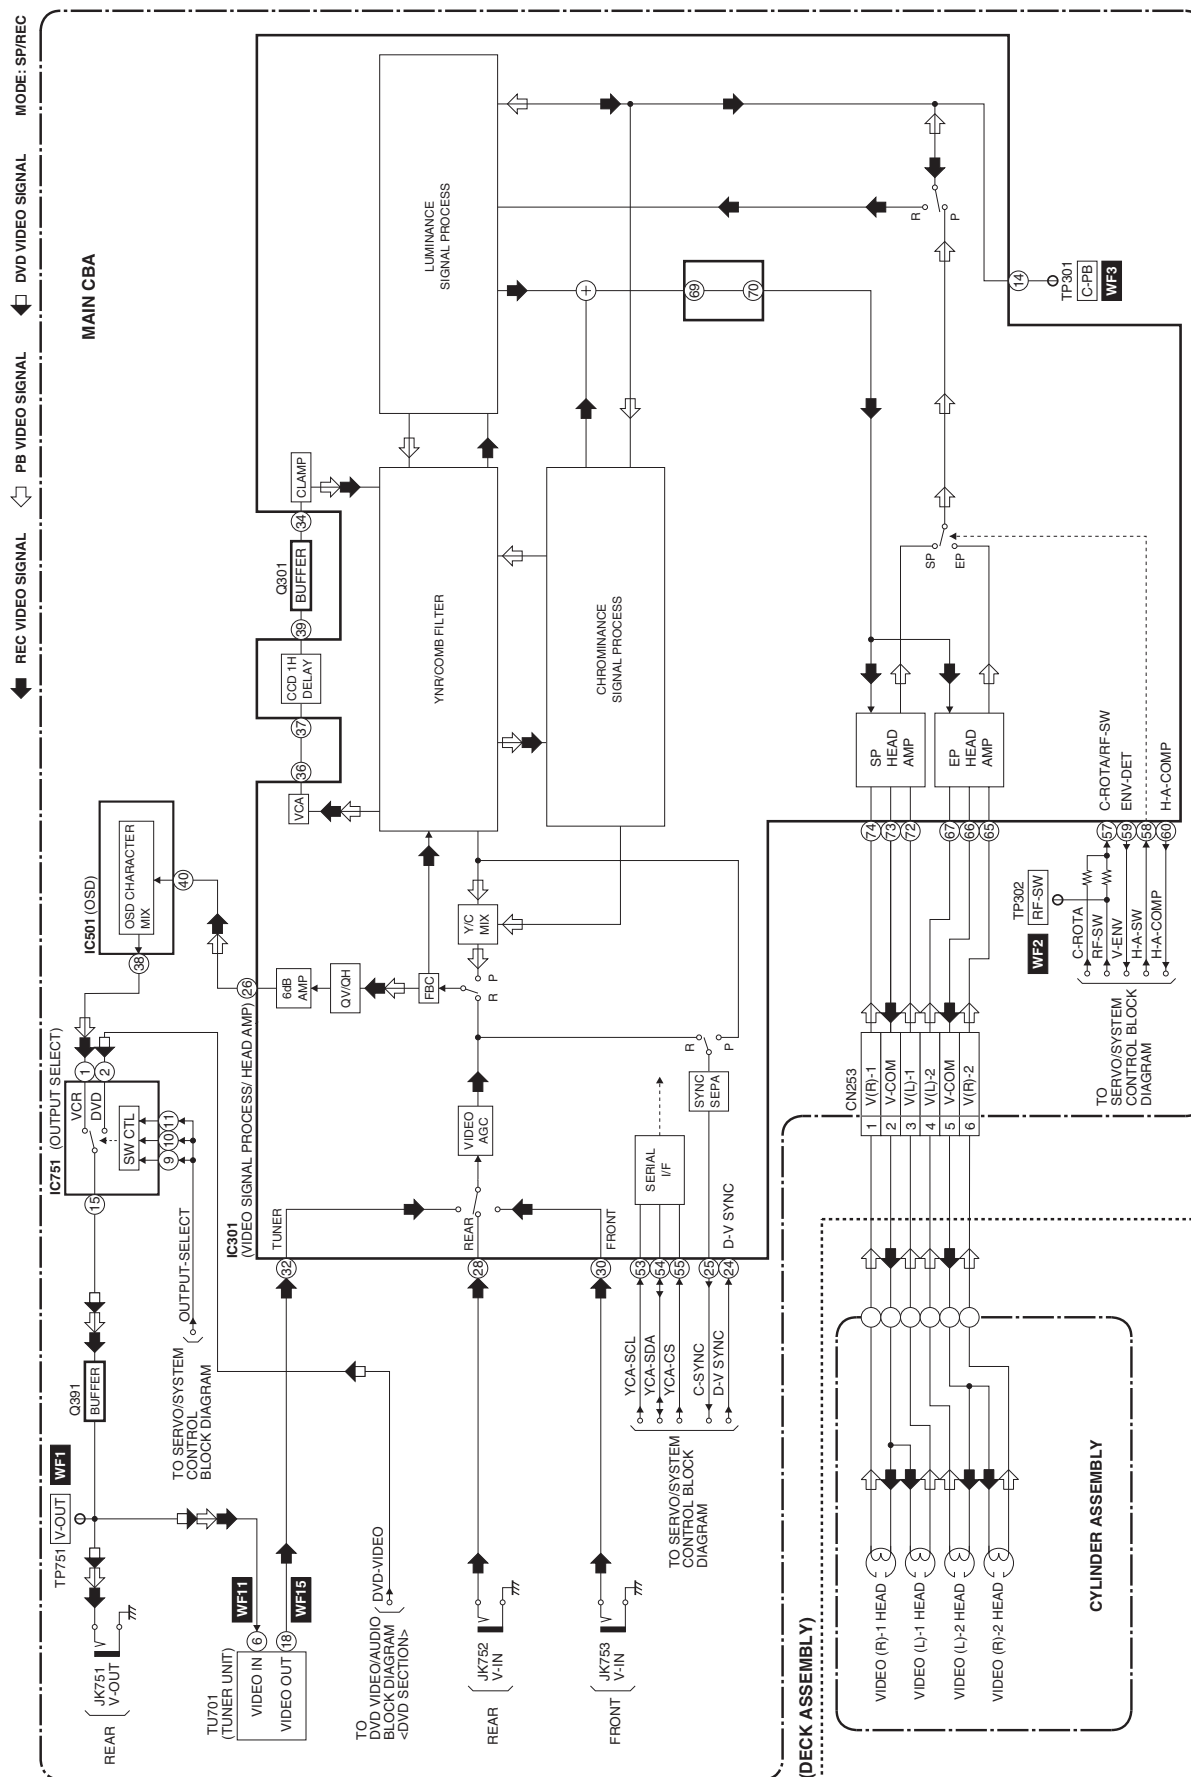 REC VIDEO SIGNAL
PB VIDEO SIGNAL
DVD VIDEO SIGNAL
MODE: SP/REC
MAIN CBA
REAR
JK751
V-OUT
TP751
V-OUT
WF1
Q391
BUFFER
TO SERVO/SYSTEM
CONTROL
BLOCK DIAGRAM
OUTPUT-SELECT
IC751 (OUTPUT SELECT)
15
SW CTL
VCR
DVD
1
2
9
10
11
IC501 (OSD)
38
OSD CHARACTER
MIX
40
TU701
(TUNER UNIT)
VIDEO IN
VIDEO OUT
6
18
WF11
WF15
TO
DVD VIDEO/AUDIO
BLOCK DIAGRAM
<DVD SECTION>
DVD-VIDEO
REAR
JK752
V-IN
FRONT
JK753
V-IN
IC301
(VIDEO SIGNAL PROCESS/ HEAD AMP)
32
TUNER
28
REAR
30
FRONT
VIDEO
AGC
26
6dB
AMP
QV/QH
FBC
R
P
Y/C
MIX
VCA
36
37
CCD 1H
DELAY
39
Q301
BUFFER
34
CLAMP
YNR/COMB FILTER
LUMINANCE
SIGNAL PROCESS
CHROMINANCE
SIGNAL PROCESS
+
69
70
R
P
14
TP301
C-PB
WF3
TO SERVO/SYSTEM
CONTROL BLOCK
DIAGRAM
YCA-SCL
YCA-SDA
YCA-CS
C-SYNC
D-V SYNC
53
54
55
25
24
SERIAL
I/F
SYNC
SEPA
R
P
D-V SYNC
SP
EP
SP
HEAD
AMP
EP
HEAD
AMP
74
73
72
67
66
65
57
59
58
60
C-ROTA/RF-SW
ENV-DET
H-A-COMP
TP302
RF-SW
WF2
C-ROTA
RF-SW
V-ENV
H-A-SW
H-A-COMP
TO
SERVO/SYSTEM
CONTROL BLOCK
DIAGRAM
CN253
1 V(R)-1
2 V-COM
3 V(L)-1
4 V(L)-2
5 V-COM
6 V(R)-2
(DECK ASSEMBLY)
VIDEO (R)-1 HEAD
VIDEO (L)-1 HEAD
VIDEO (L)-2 HEAD
VIDEO (R)-2 HEAD
CYLINDER ASSEMBLY